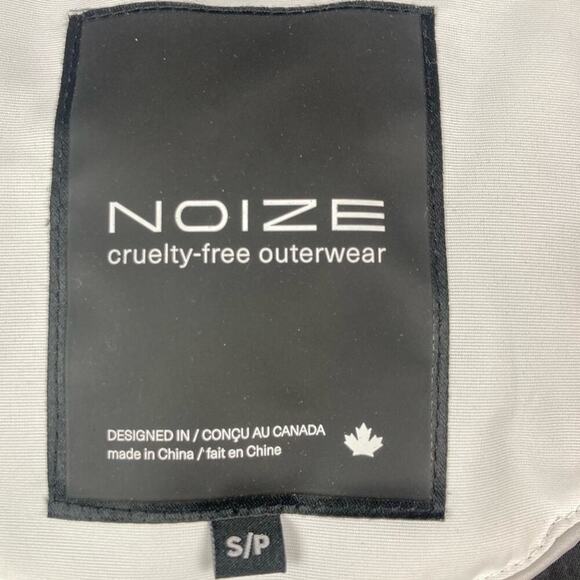 NOIZE
cruelty-free outerwear
DESIGNED IN / CONÇU AU CANADA
made in China / fait en Chine
S/P